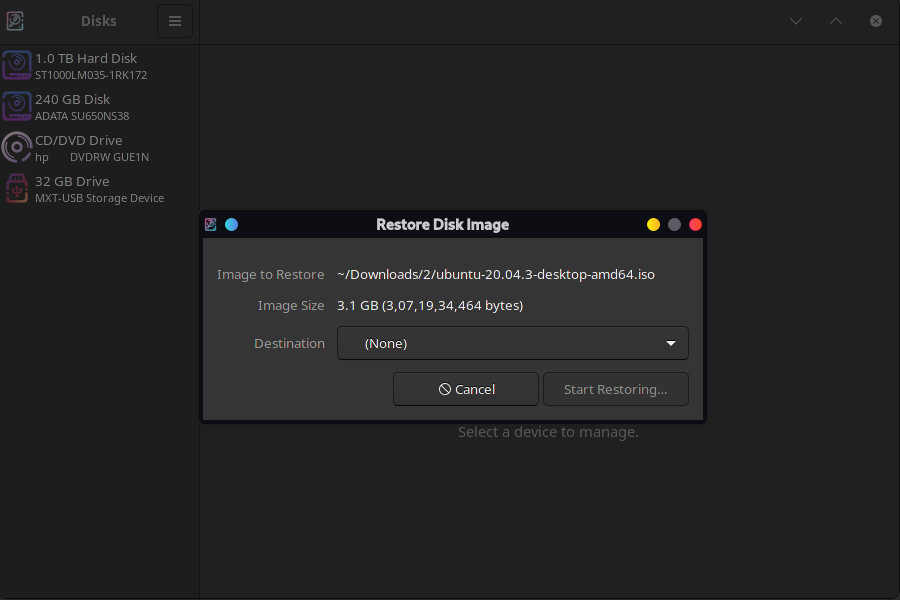 Disks
1.0 TB Hard Disk
ST1000LM035-1RK172
240 GB Disk
ADATA SU650NS38
CD/DVD Drive
hp DVDRW GUE1N
32 GB Drive
MXT-USB Storage Device
Restore Disk Image
Image to Restore ~/Downloads/2/ubuntu-20.04.3-desktop-amd64.iso
Image Size 3.1 GB (3,07,19,34,464 bytes)
Destination (None)
Cancel Start Restoring...
Select a device to manage.